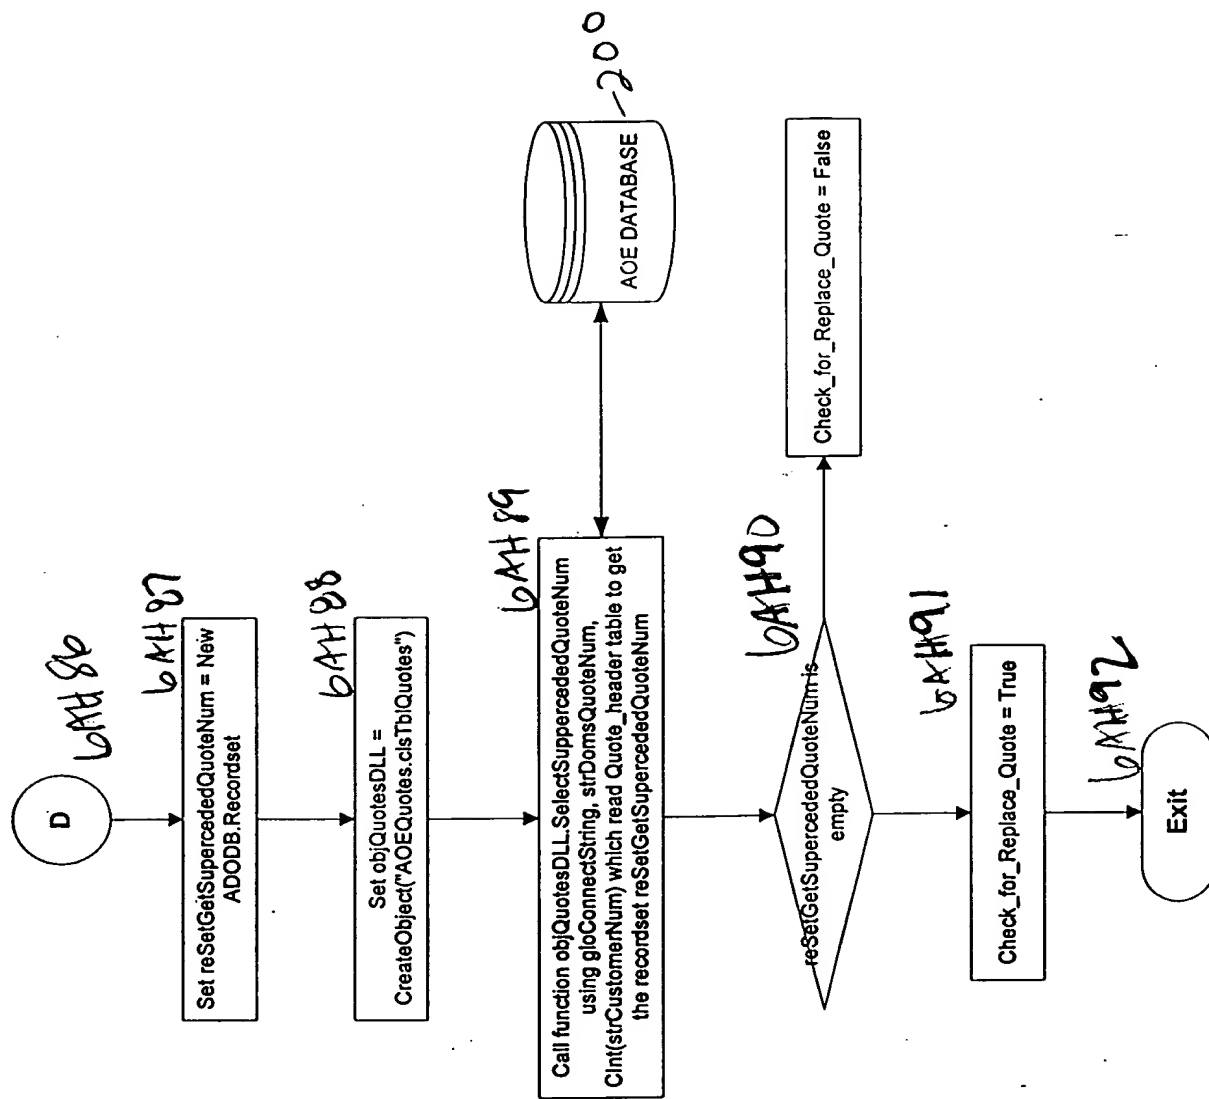 D
6AH86
6AH87
Set reSetGetSupercededQuoteNum = New
ADODB.Recordset
6AH88
Set objQuotesDLL =
CreateObject("AOEQuotes.clsTblQuotes")
6AH89
Call function objQuotesDLL.SelectSuppercededQuoteNum
using gloConnectString, strDomsQuoteNum,
CInt(strCustomerNum) which read Quote_header table to get
the recordset reSetGetSupercededQuoteNum
AOE DATABASE
200
6AH90
reSetGetSupercededQuoteNum is
empty
Check_for_Replace_Quote = False
6AH91
Check_for_Replace_Quote = True
6AH92
Exit